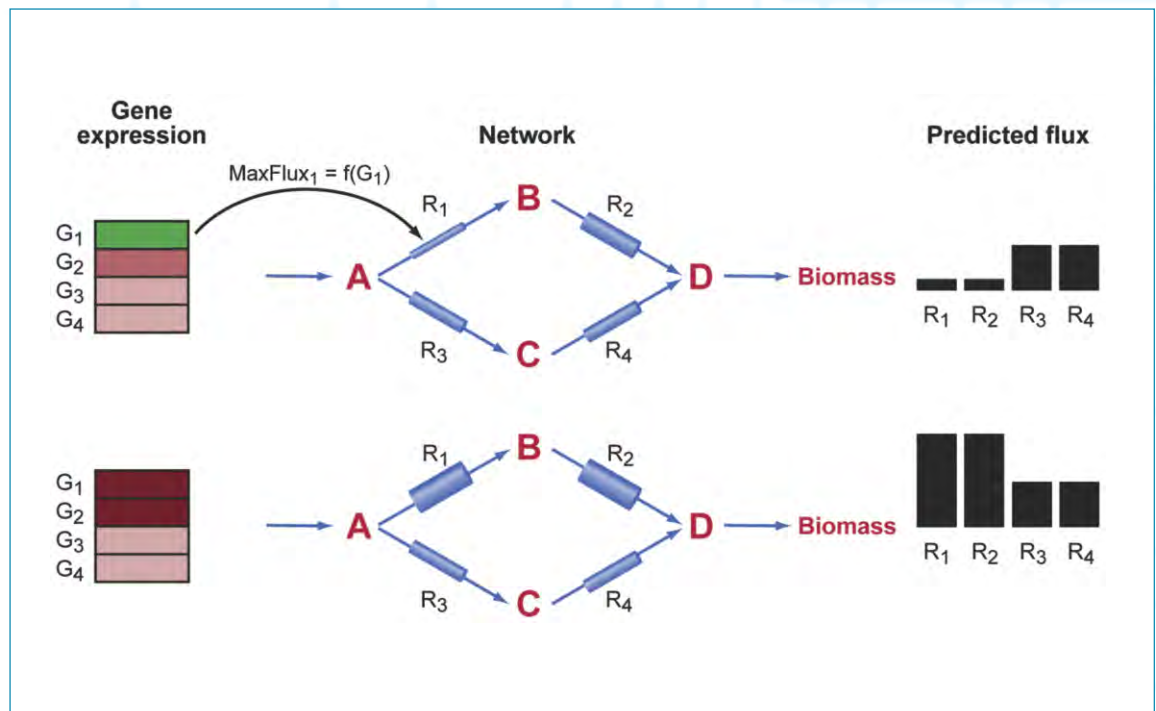 Gene
expression
Network
Predicted flux
MaxFlux₁ = f(G₁)
G₁
G₂
G₃
G₄
R₁
B
R₂
A
D
Biomass
R₃
C
R₄
R₁ R₂ R₃ R₄
G₁
G₂
G₃
G₄
R₁
B
R₂
A
D
Biomass
R₃
C
R₄
R₁ R₂ R₃ R₄